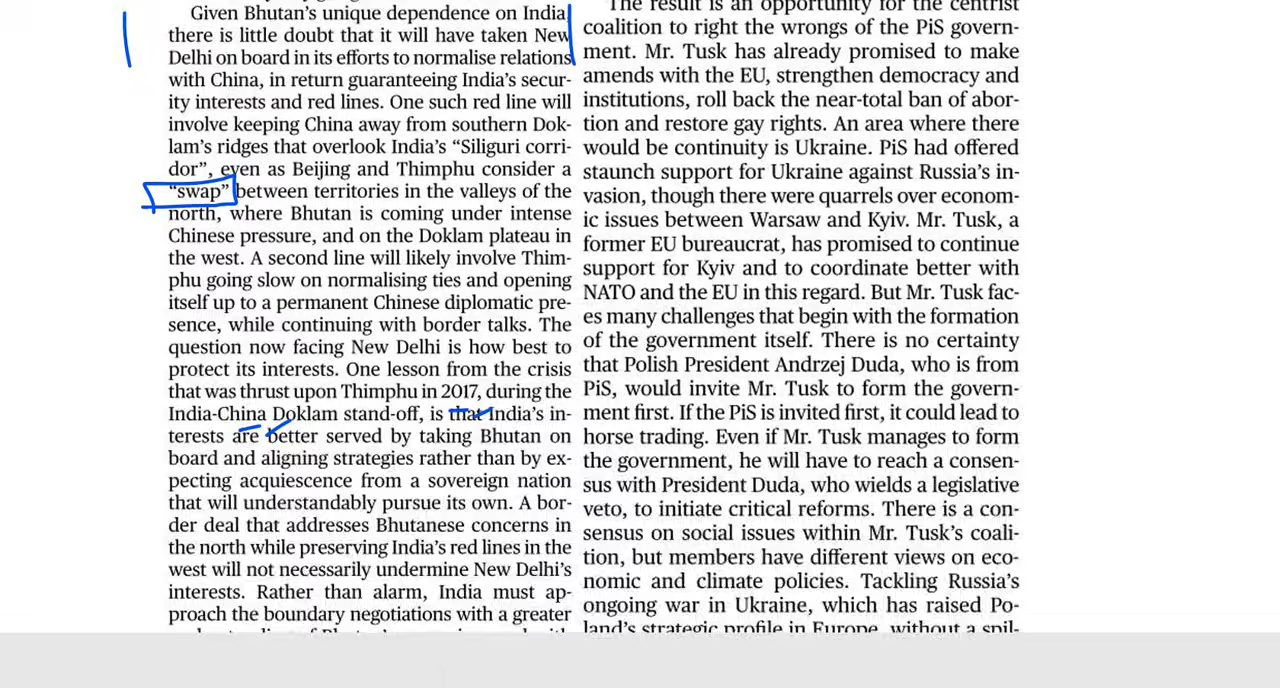 Given Bhutan's unique dependence on India,
there is little doubt that it will have taken New
Delhi on board in its efforts to normalise relations
with China, in return guaranteeing India's secur-
ity interests and red lines. One such red line will
involve keeping China away from southern Dok-
lam's ridges that overlook India's “Siliguri corri-
dor”, even as Beijing and Thimphu consider a
“swap” between territories in the valleys of the
north, where Bhutan is coming under intense
Chinese pressure, and on the Doklam plateau in
the west. A second line will likely involve Thim-
phu going slow on normalising ties and opening
itself up to a permanent Chinese diplomatic pre-
sence, while continuing with border talks. The
question now facing New Delhi is how best to
protect its interests. One lesson from the crisis
that was thrust upon Thimphu in 2017, during the
India-China Doklam stand-off, is that India's in-
terests are better served by taking Bhutan on
board and aligning strategies rather than by ex-
pecting acquiescence from a sovereign nation
that will understandably pursue its own. A bor-
der deal that addresses Bhutanese concerns in
the north while preserving India's red lines in the
west will not necessarily undermine New Delhi's
interests. Rather than alarm, India must ap-
proach the boundary negotiations with a greater
The result is an opportunity for the centrist
coalition to right the wrongs of the PiS govern-
ment. Mr. Tusk has already promised to make
amends with the EU, strengthen democracy and
institutions, roll back the near-total ban of abor-
tion and restore gay rights. An area where there
would be continuity is Ukraine. PiS had offered
staunch support for Ukraine against Russia's in-
vasion, though there were quarrels over econom-
ic issues between Warsaw and Kyiv. Mr. Tusk, a
former EU bureaucrat, has promised to continue
support for Kyiv and to coordinate better with
NATO and the EU in this regard. But Mr. Tusk fac-
es many challenges that begin with the formation
of the government itself. There is no certainty
that Polish President Andrzej Duda, who is from
PiS, would invite Mr. Tusk to form the govern-
ment first. If the PiS is invited first, it could lead to
horse trading. Even if Mr. Tusk manages to form
the government, he will have to reach a consen-
sus with President Duda, who wields a legislative
veto, to initiate critical reforms. There is a con-
sensus on social issues within Mr. Tusk's coali-
tion, but members have different views on eco-
nomic and climate policies. Tackling Russia's
ongoing war in Ukraine, which has raised Po-
land's strategic profile in Europe, without a spil-